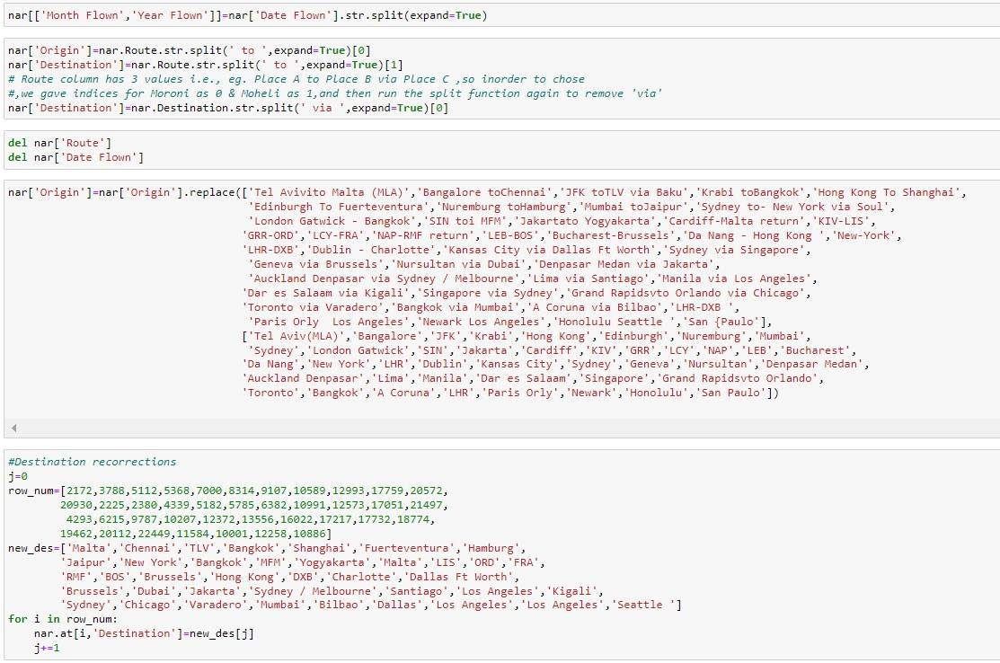 nar[['Month Flown','Year Flown']]=nar['Date Flown'].str.split(expand=True)
nar['Origin']=nar.Route.str.split(' to ',expand=True)[0]
nar['Destination']=nar.Route.str.split(' to ',expand=True)[1]
# Route column has 3 values i.e., eg. Place A to Place B via Place C ,so inorder to chose
#,we gave indices for Moroni as 0 & Moheli as 1,and then run the split function again to remove 'via'
nar['Destination']=nar.Destination.str.split(' via ',expand=True)[0]
del nar['Route']
del nar['Date Flown']
nar['Origin']=nar['Origin'].replace(['Tel Avivito Malta (MLA)','Bangalore toChennai','JFK toTLV via Baku','Krabi toBangkok','Hong Kong To Shanghai',
'Edinburgh To Fuerteventura','Nuremburg toHamburg','Mumbai toJaipur','Sydney to- New York via Soul',
'London Gatwick - Bangkok','SIN toi MFM','Jakartato Yogyakarta','Cardiff-Malta return','KIV-LIS',
'GRR-ORD','LCY-FRA','NAP-RMF return','LEB-BOS','Bucharest-Brussels','Da Nang - Hong Kong ','New-York',
'LHR-DXB','Dublin - Charlotte','Kansas City via Dallas Ft Worth','Sydney via Singapore',
'Geneva via Brussels','Nursultan via Dubai','Denpasar Medan via Jakarta',
'Auckland Denpasar via Sydney / Melbourne','Lima via Santiago','Manila via Los Angeles',
'Dar es Salaam via Kigali','Singapore via Sydney','Grand Rapidsvto Orlando via Chicago',
'Toronto via Varadero','Bangkok via Mumbai','A Coruna via Bilbao','LHR-DXB ',
'Paris Orly  Los Angeles','Newark Los Angeles','Honolulu Seattle ','San {Paulo'],
['Tel Aviv(MLA)','Bangalore','JFK','Krabi','Hong Kong','Edinburgh','Nuremburg','Mumbai',
'Sydney','London Gatwick','SIN','Jakarta','Cardiff','KIV','GRR','LCY','NAP','LEB','Bucharest',
'Da Nang','New York','LHR','Dublin','Kansas City','Sydney','Geneva','Nursultan','Denpasar Medan',
'Auckland Denpasar','Lima','Manila','Dar es Salaam','Singapore','Grand Rapidsvto Orlando',
'Toronto','Bangkok','A Coruna','LHR','Paris Orly','Newark','Honolulu','San Paulo'])
#Destination recorrections
j=0
row_num=[2172,3788,5112,5368,7000,8314,9107,10589,12993,17759,20572,
20930,2225,2380,4339,5182,5785,6382,10991,12573,17051,21497,
4293,6215,9787,10207,12372,13556,16022,17217,17732,18774,
19462,20112,22449,11584,10001,12258,10886]
new_des=['Malta','Chennai','TLV','Bangkok','Shanghai','Fuerteventura','Hamburg',
'Jaipur','New York','Bangkok','MFM','Yogyakarta','Malta','LIS','ORD','FRA',
'RMF','BOS','Brussels','Hong Kong','DXB','Charlotte','Dallas Ft Worth',
'Brussels','Dubai','Jakarta','Sydney / Melbourne','Santiago','Los Angeles','Kigali',
'Sydney','Chicago','Varadero','Mumbai','Bilbao','Dallas','Los Angeles','Los Angeles','Seattle ']
for i in row_num:
nar.at[i,'Destination']=new_des[j]
j+=1